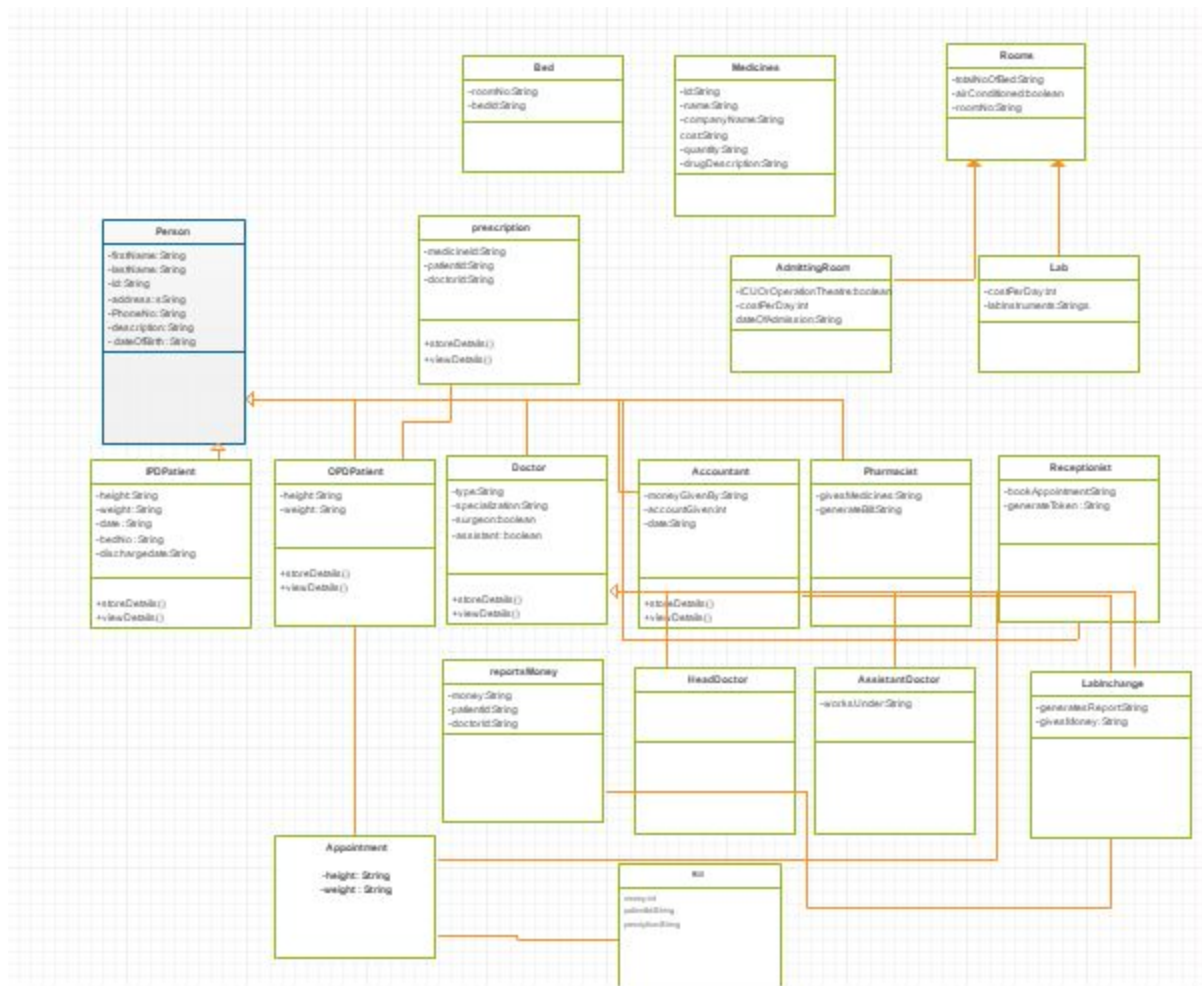 Bed
-roomNo:String
-bedId:String
Medicines
-id:String
-name:String
-companyName:String
cost:String
-quantity:String
-drugDescription:String
Rooms
-totalNoOfBed:String
-airConditioned:boolean
-roomNo:String
Person
-firstName: String
-lastName: String
-id: String
-address: sSring
-PhoneNo: String
-description: String
- dateOfBirth : String
prescription
-medicineId:String
-patientId:String
-doctorId:String
+storeDetails()
+viewDetails()
AdmittingRoom
-ICUOrOperationTheatre:boolean
-costPerDay:int
dateOfAdmission:String
Lab
-costPerDay:int
-labinstruments:Strings
IPDPatient
-height:String
-weight: String
-date : String
-bedNo : String
-dischargedate:String
+storeDetails()
+viewDetails()
OPDPatient
-height:String
-weight: String
+storeDetails()
+viewDetails()
Doctor
-type:String
-specialization:String
-surgeon:boolean
-assistant: boolean
+storeDetails()
+viewDetails()
Accountant
-moneyGivenBy:String
-accountGiven:int
-date:String
+storeDetails()
+viewDetails()
Pharmacist
-givesMedicines:String
-generateBill:String
Receptionist
-bookAppointment:String
-generateToken : String
reportsMoney
-money:String
-patientId:String
-doctorId:String
HeadDoctor
AssistantDoctor
-worksUnder:String
LabInchange
-generatesReport:String
-givesMoney: String
Appointment
-height: String
-weight : String
money:int
patientId:String